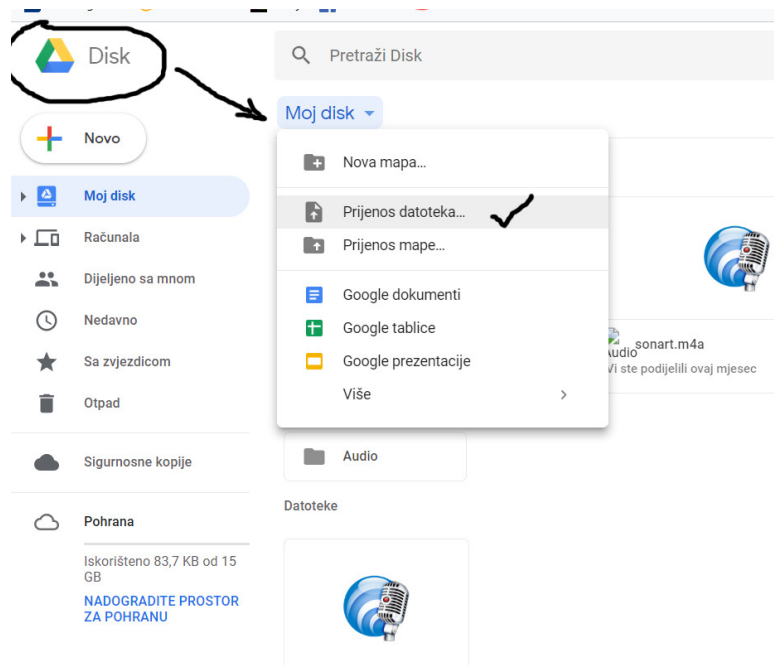 Disk
Pretraži Disk
Moj disk
Novo
Nova mapa...
Moj disk
Prijenos datoteka...
Računala
Prijenos mape...
Dijeljeno sa mnom
Google dokumenti
Nedavno
Google tablice
sonart.m4a
Audio
Vi ste podijelili ovaj mjesec
Sa zvjezdicom
Google prezentacije
Više
Otpad
Sigurnosne kopije
Audio
Datoteke
Pohrana
Iskorišteno 83,7 KB od 15
GB
NADOGRADITE PROSTOR
ZA POHRANU